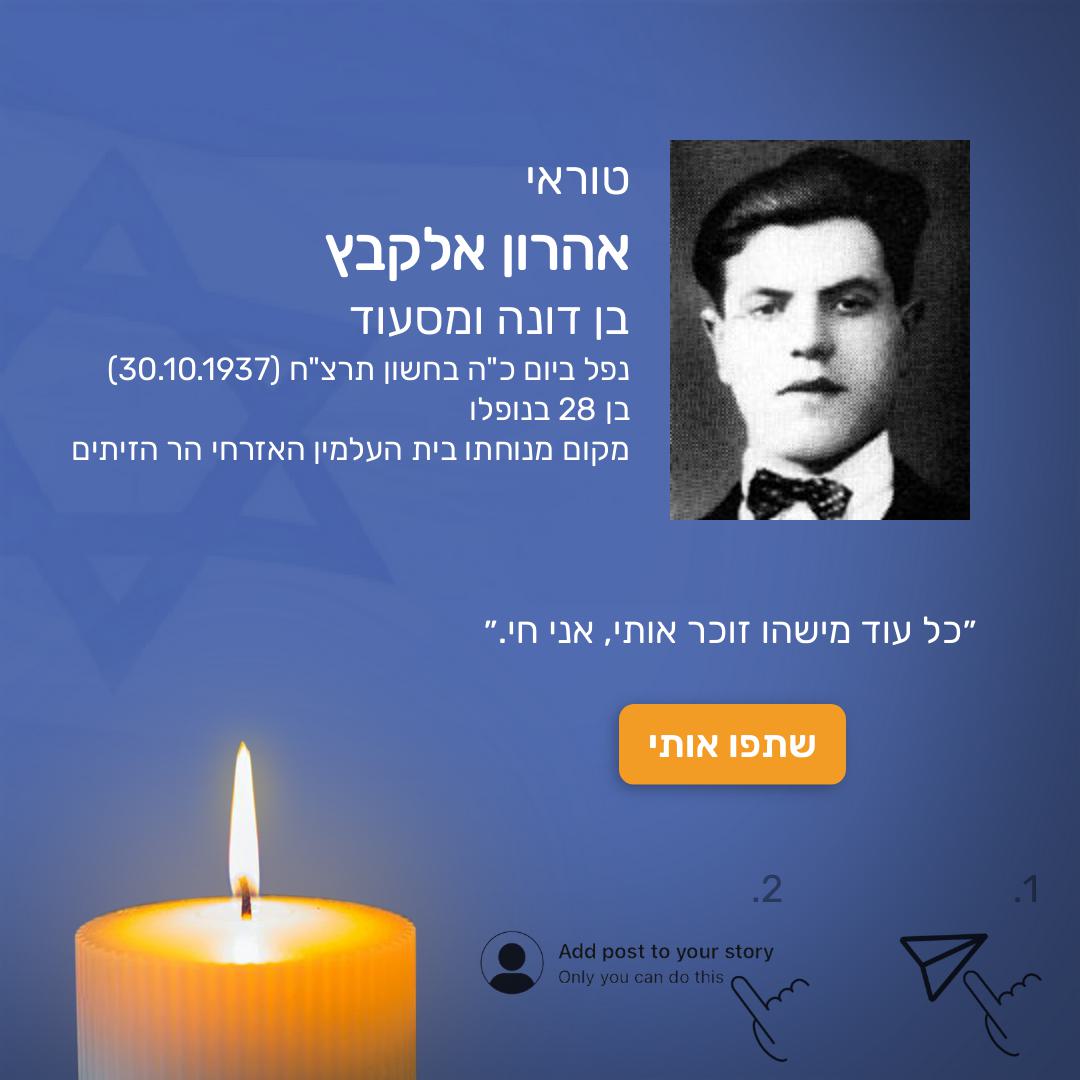 טוראי
אהרון אלקבץ
בן דונה ומסעוד
נפל ביום כ"ה בחשון תרצ"ח (30.10.1937)
בן 28 בנופלו
מקום מנוחתו בית העלמין האזרחי הר הזיתים
״כל עוד מישהו זוכר אותי, אני חי.״
שתפו אותי
1.
2.
Add post to your story
Only you can do this